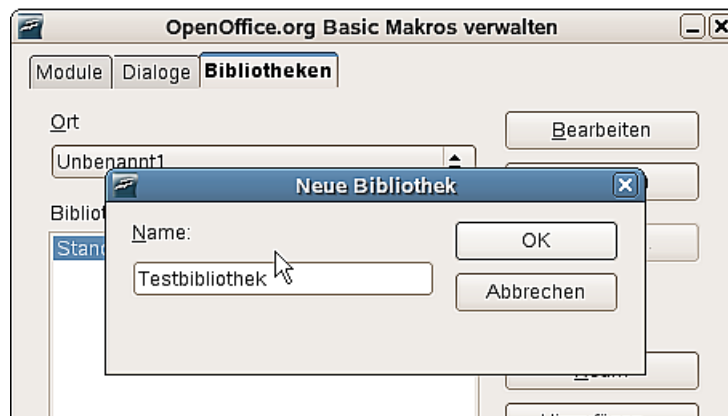 OpenOffice.org Basic Makros verwalten
Module Dialoge Bibliotheken
Ort
Bearbeiten
Unbenannt1
Neue Bibliothek
Name:
OK
Testbibliothek
Abbrechen